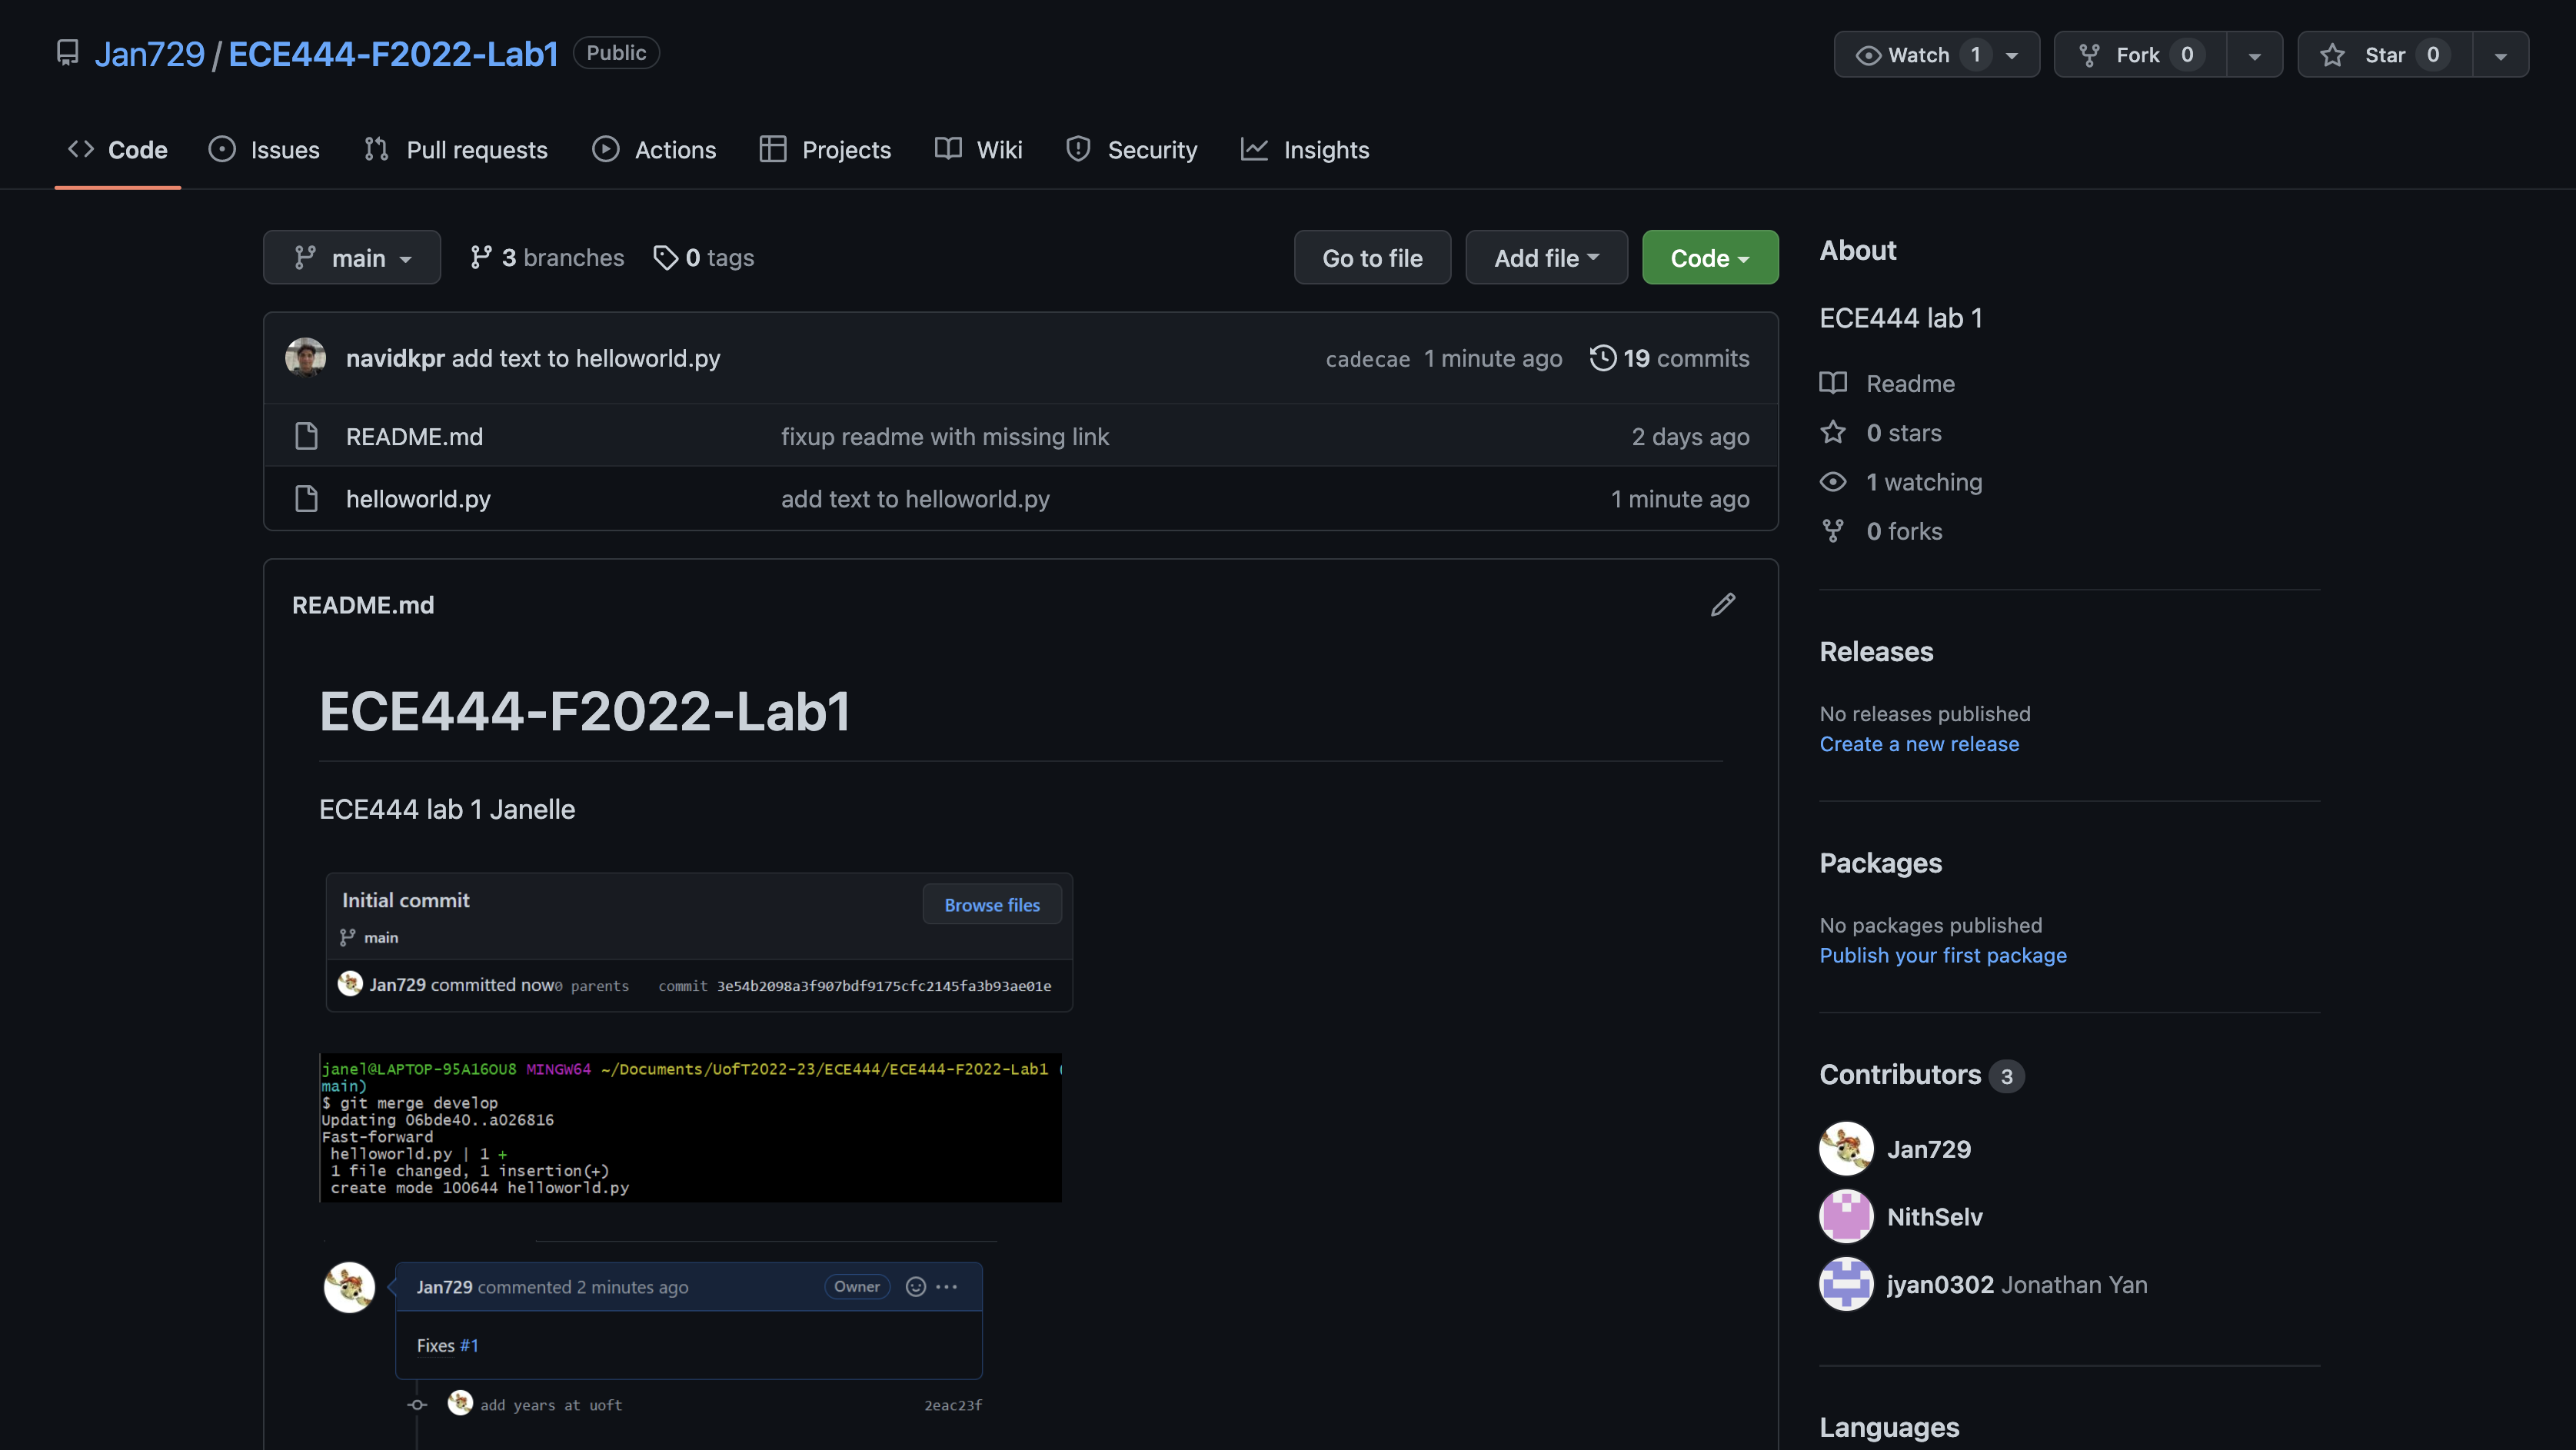 Jan729 / ECE444-F2022-Lab1 Public
Watch 1
Fork 0
Star 0
Code
Issues
Pull requests
Actions
Projects
Wiki
Security
Insights
main
3 branches
0 tags
Go to file
Add file
Code
navidkpr add text to helloworld.py
cadecae 1 minute ago
19 commits
README.md
fixup readme with missing link
2 days ago
helloworld.py
add text to helloworld.py
1 minute ago
README.md
ECE444-F2022-Lab1
ECE444 lab 1 Janelle
Initial commit
Browse files
main
Jan729 committed now 0 parents commit 3e54b2098a3f907bdf9175cfc2145fa3b93ae01e
janel@LAPTOP-95A16OU8 MINGW64 ~/Documents/UofT2022-23/ECE444/ECE444-F2022-Lab1 (
main)
$ git merge develop
Updating 06bde40..a026816
Fast-forward
helloworld.py | 1 +
1 file changed, 1 insertion(+)
create mode 100644 helloworld.py
Jan729 commented 2 minutes ago
Owner
Fixes #1
add years at uoft
2eac23f
About
ECE444 lab 1
Readme
0 stars
1 watching
0 forks
Releases
No releases published
Create a new release
Packages
No packages published
Publish your first package
Contributors 3
Jan729
NithSelv
jyan0302 Jonathan Yan
Languages